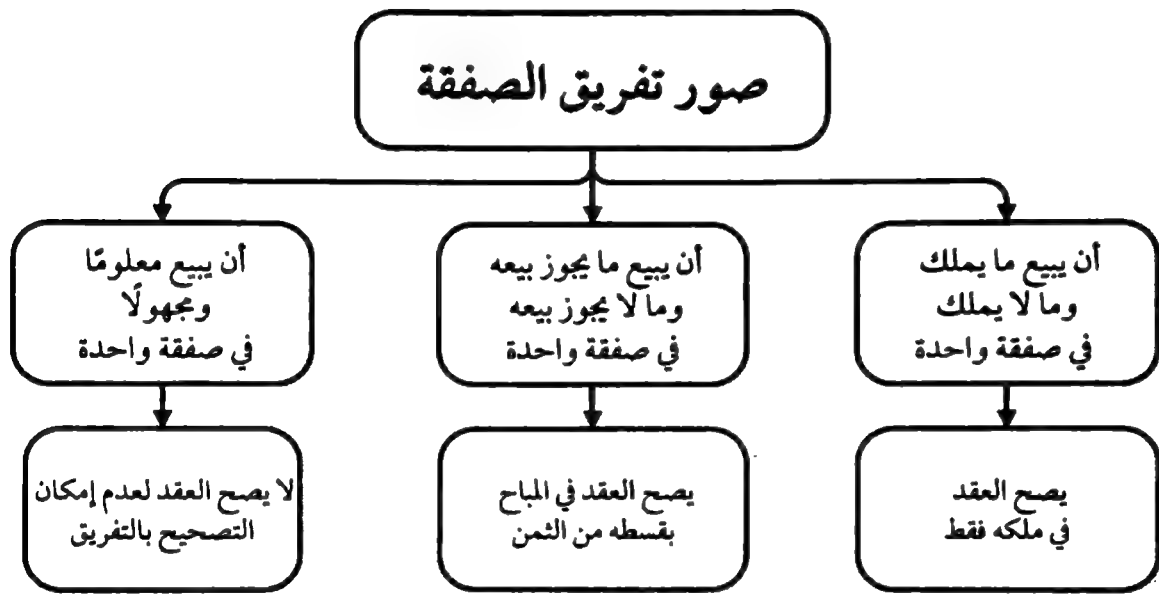 صور تفريق الصفقة
أن يبيع ما يملك
وما لا يملك
في صفقة واحدة
يصح العقد
في ملكه فقط
أن يبيع ما يجوز بيعه
وما لا يجوز بيعه
في صفقة واحدة
يصح العقد في المباح
بقسطه من الثمن
أن يبيع معلومًا
ومجهولًا
في صفقة واحدة
لا يصح العقد لعدم إمكان
التصحيح بالتفريق